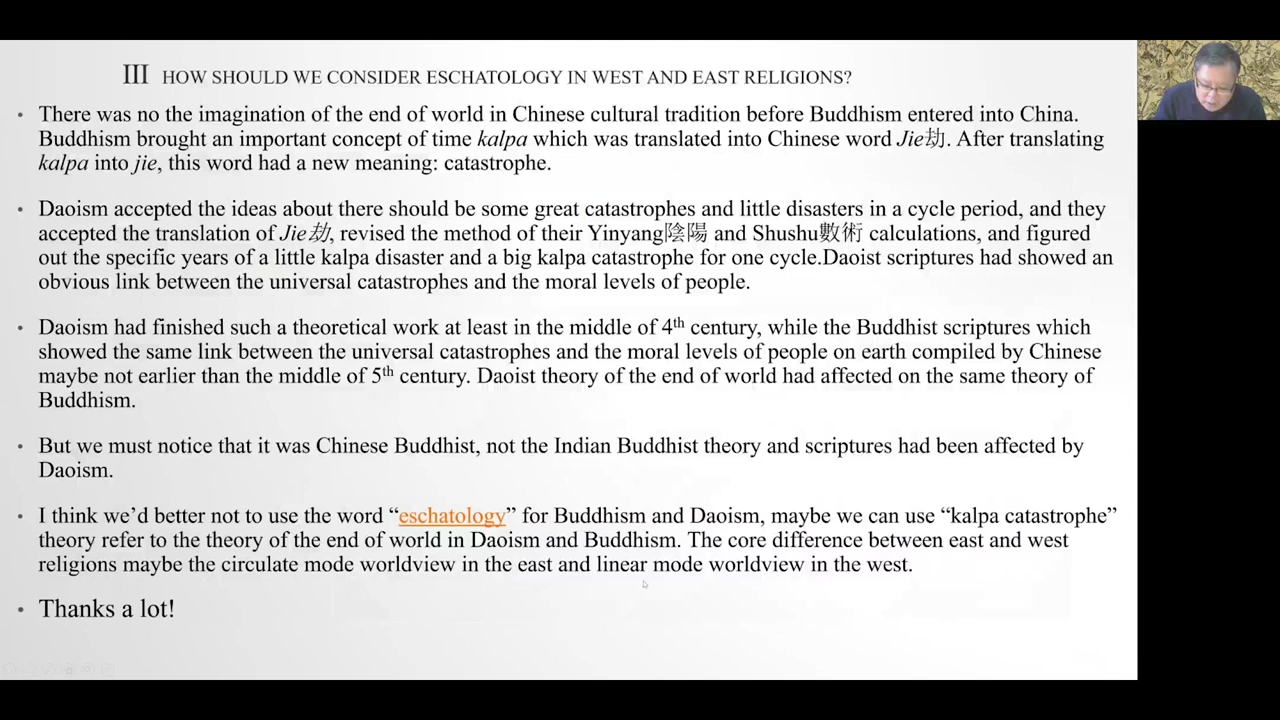 III HOW SHOULD WE CONSIDER ESCHATOLOGY IN WEST AND EAST RELIGIONS?
• There was no the imagination of the end of world in Chinese cultural tradition before Buddhism entered into China.
Buddhism brought an important concept of time kalpa which was translated into Chinese word Jie劫. After translating
kalpa into jie, this word had a new meaning: catastrophe.
• Daoism accepted the ideas about there should be some great catastrophes and little disasters in a cycle period, and they
accepted the translation of Jie劫, revised the method of their Yinyang陰陽 and Shushu數術 calculations, and figured
out the specific years of a little kalpa disaster and a big kalpa catastrophe for one cycle.Daoist scriptures had showed an
obvious link between the universal catastrophes and the moral levels of people.
• Daoism had finished such a theoretical work at least in the middle of 4th century, while the Buddhist scriptures which
showed the same link between the universal catastrophes and the moral levels of people on earth compiled by Chinese
maybe not earlier than the middle of 5th century. Daoist theory of the end of world had affected on the same theory of
Buddhism.
• But we must notice that it was Chinese Buddhist, not the Indian Buddhist theory and scriptures had been affected by
Daoism.
• I think we’d better not to use the word “eschatology” for Buddhism and Daoism, maybe we can use “kalpa catastrophe”
theory refer to the theory of the end of world in Daoism and Buddhism. The core difference between east and west
religions maybe the circulate mode worldview in the east and linear mode worldview in the west.
• Thanks a lot!